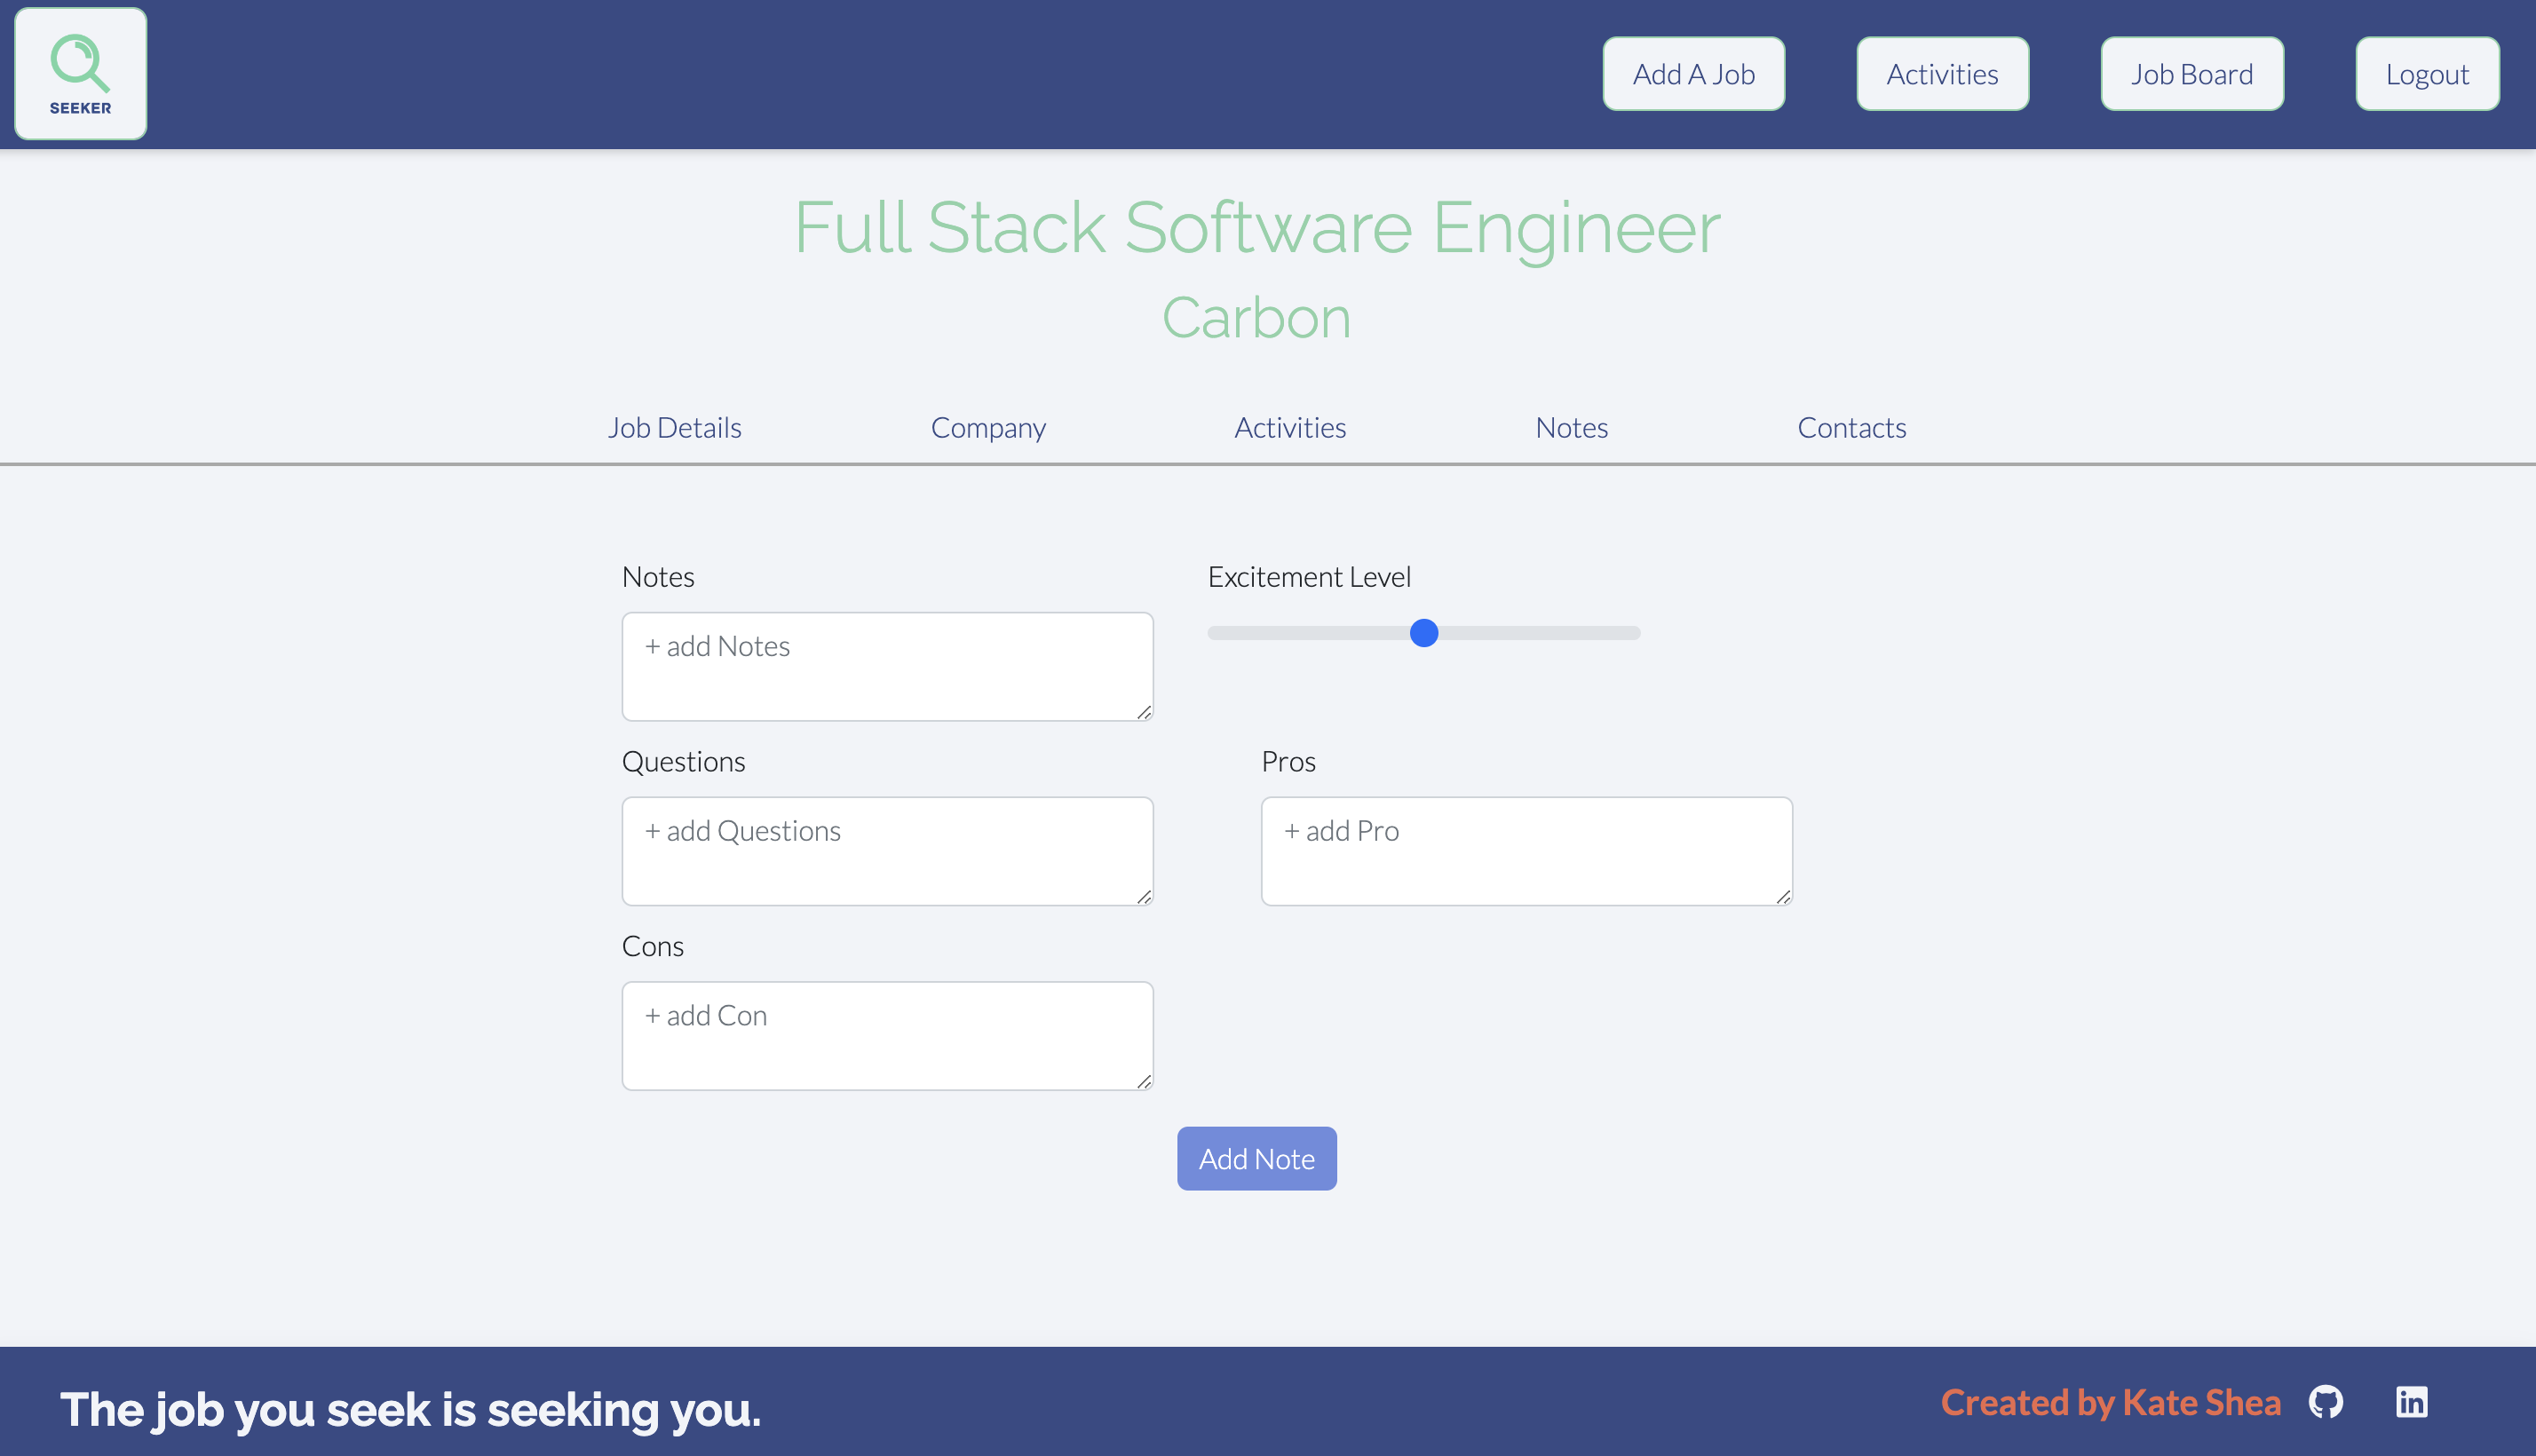 SEEKER
Add A Job
Activities
Job Board
Logout
Full Stack Software Engineer
Carbon
Job Details
Company
Activities
Notes
Contacts
Notes
+ add Notes
Excitement Level
Questions
+ add Questions
Pros
+ add Pro
Cons
+ add Con
Add Note
The job you seek is seeking you.
Created by Kate Shea
in